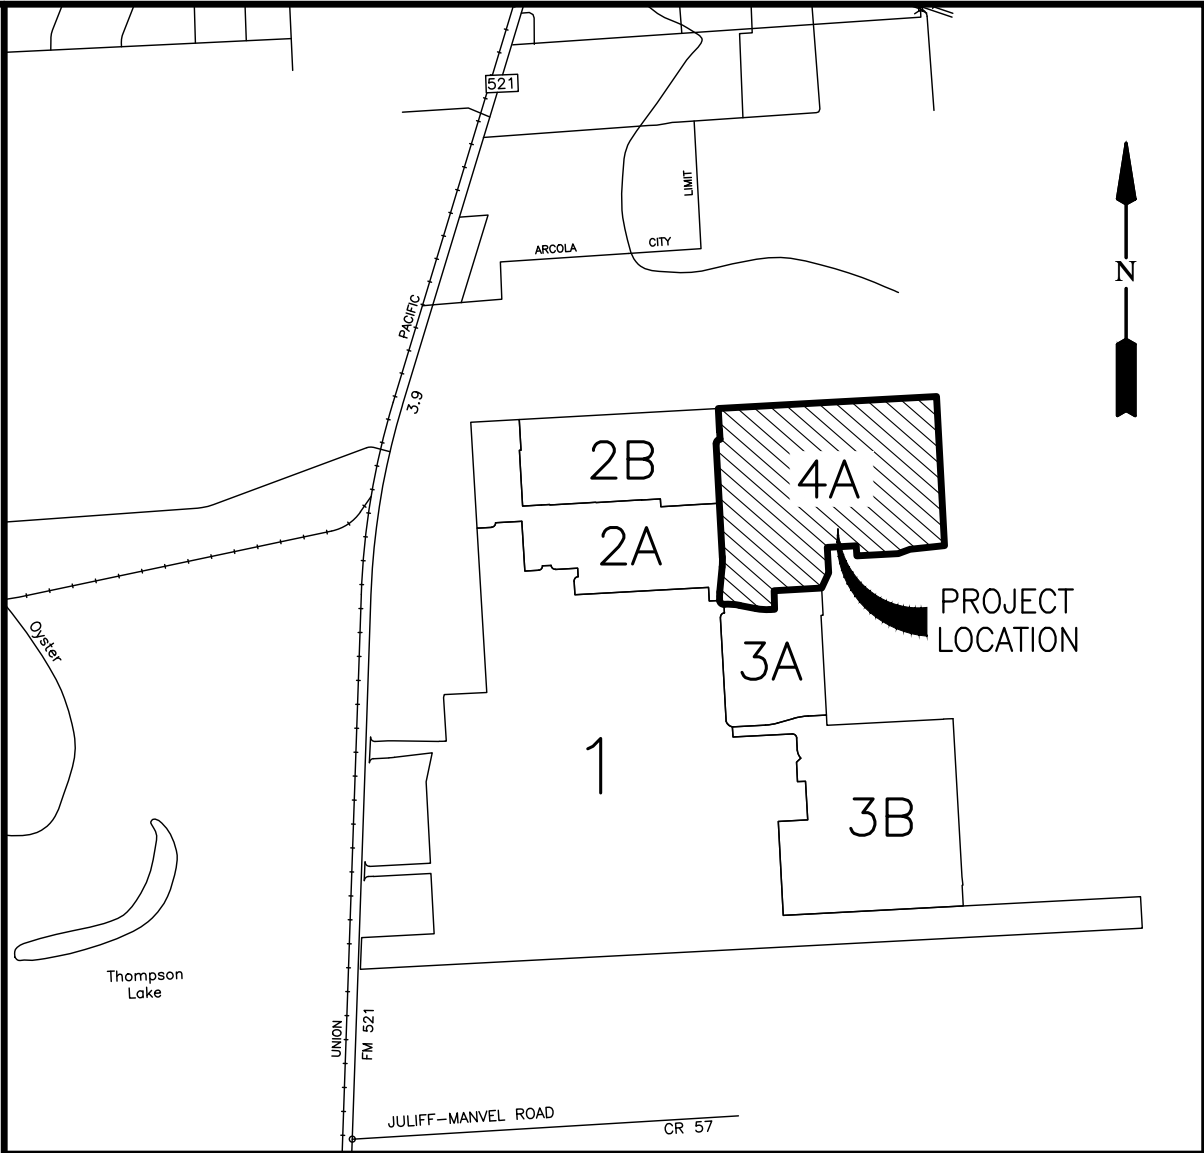 521
LIMIT
ARCOLA CITY
N
PACIFIC
3.9
2B
4A
2A
PROJECT
LOCATION
Oyster
3A
1
3B
Thompson
Lake
UNION
FM 521
JULIFF-MANVEL ROAD
CR 57